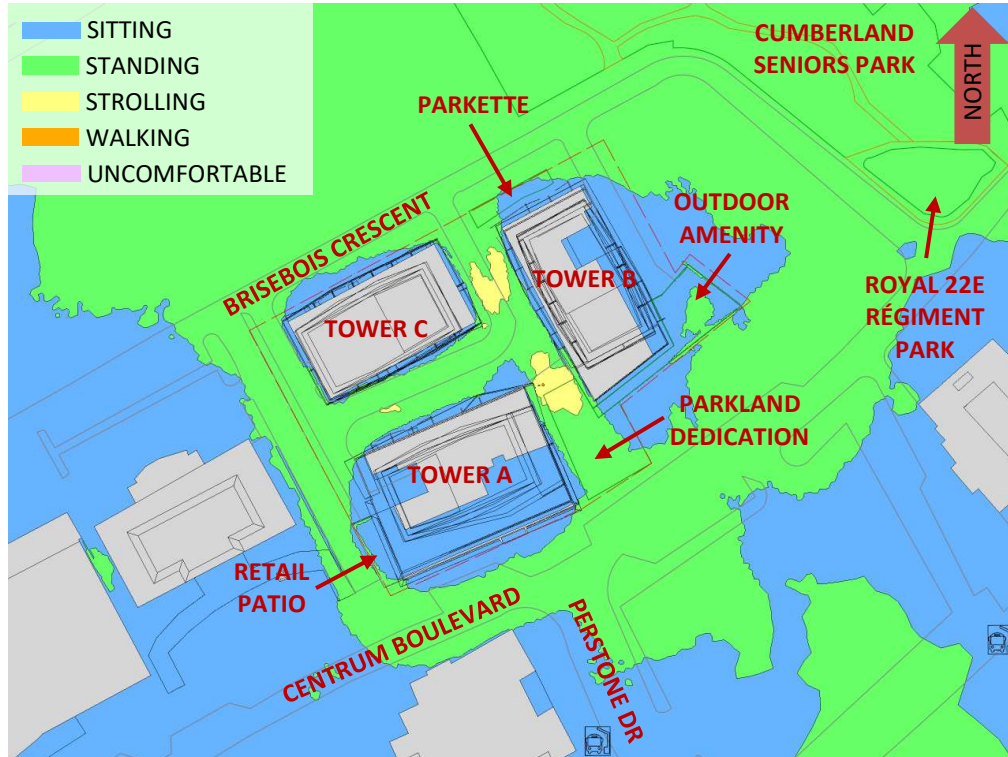 SITTING
STANDING
STROLLING
WALKING
UNCOMFORTABLE
CUMBERLAND
SENIORS PARK
NORTH
PARKETTE
OUTDOOR
AMENITY
BRISEBOIS CRESCENT
TOWER B
TOWER C
ROYAL 22E
RÉGIMENT
PARK
PARKLAND
DEDICATION
TOWER A
RETAIL
PATIO
CENTRUM BOULEVARD
PERSTONE DR